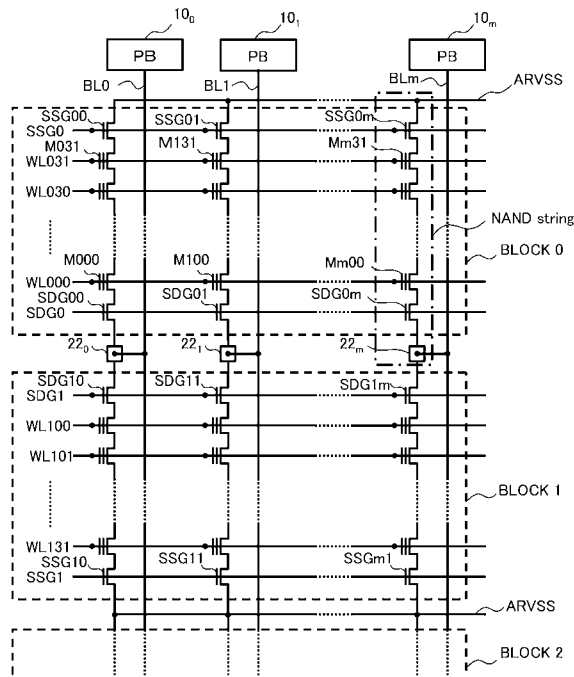 10₀ 10₁ 10ₘ
PB PB PB
BL0 BL1 BLm
ARVSS
SSG00 SSG01 SSG0m
SSG0
M031 M131 Mm31
WL031
WL030
NAND string
BLOCK 0
M000 M100 Mm00
WL000
SDG00 SDG01 SDG0m
SDG0
22₀ 22₁ 22ₘ
SDG10 SDG11 SDG1m
SDG1
WL100
WL101
BLOCK 1
WL131
SSG10 SSG11 SSGm1
SSG1
ARVSS
BLOCK 2